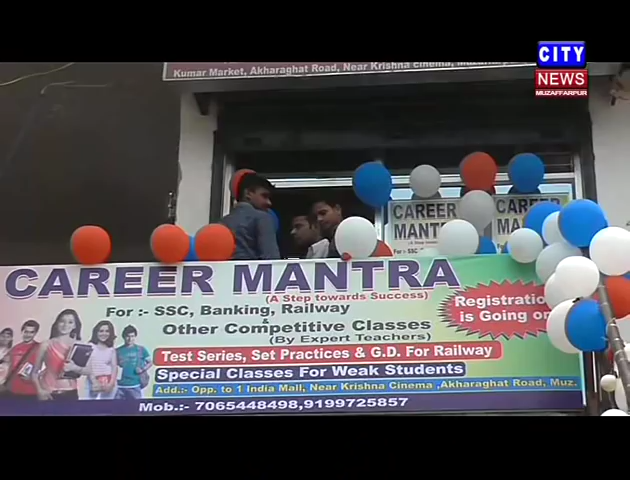 CITY
NEWS
MUZAFFARPUR
Kumar Market, Akharaghat Road, Near Krishna Cinema,
CAREER
MANTRA
For :- SSC
CAREER
CAREER MANTRA
(A Step towards Success)
For :- SSC, Banking, Railway
&
Other Competitive Classes
(By Expert Teachers)
Registration
is Going on
Test Series, Set Practices & G.D. For Railway
Special Classes For Weak Students
Add.:- Opp. to 1 India Mall, Near Krishna Cinema ,Akharaghat Road, Muz.
Mob.:- 7065448498,9199725857